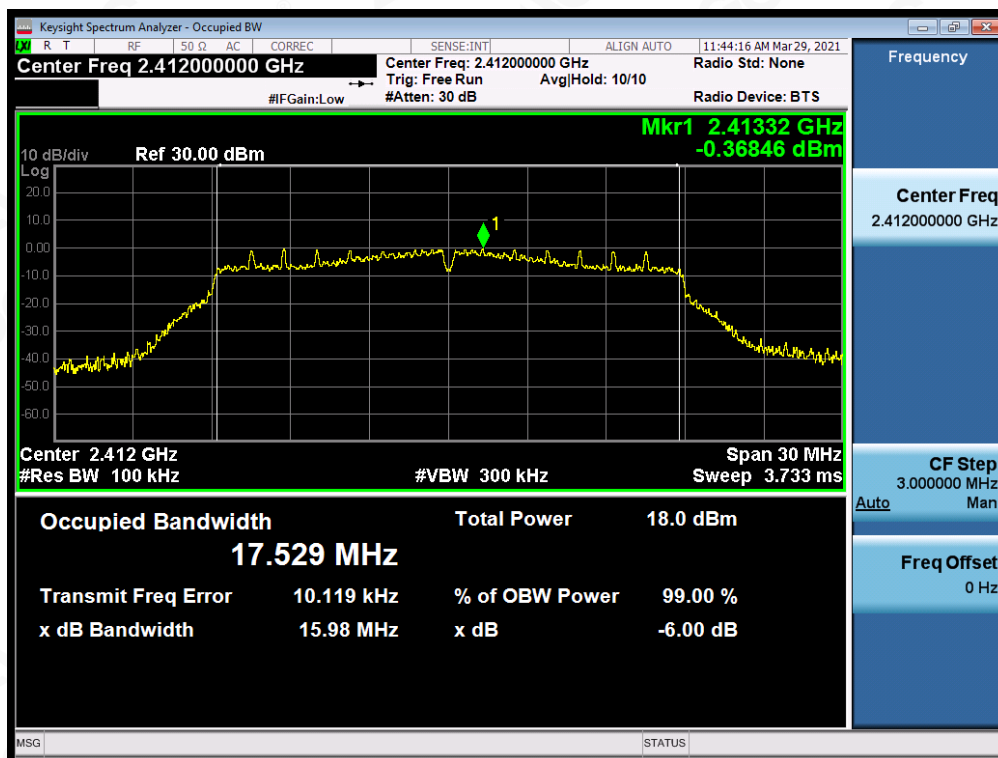 Keysight Spectrum Analyzer - Occupied BW
LXI R T RF 50 Ω AC CORREC SENSE:INT ALIGN AUTO 11:44:16 AM Mar 29, 2021
Center Freq 2.412000000 GHz
Center Freq: 2.412000000 GHz
Radio Std: None
Trig: Free Run Avg|Hold: 10/10
#IFGain:Low
#Atten: 30 dB
Radio Device: BTS
Frequency
Mkr1 2.41332 GHz
-0.36846 dBm
10 dB/div Ref 30.00 dBm
Log
20.0
10.0
0.00
-10.0
-20.0
-30.0
-40.0
-50.0
-60.0
1
Center 2.412 GHz
Span 30 MHz
#Res BW 100 kHz
#VBW 300 kHz
Sweep 3.733 ms
Center Freq
2.412000000 GHz
CF Step
3.000000 MHz
Auto Man
Freq Offset
0 Hz
Occupied Bandwidth
Total Power 18.0 dBm
17.529 MHz
Transmit Freq Error 10.119 kHz
% of OBW Power 99.00 %
x dB Bandwidth 15.98 MHz
x dB -6.00 dB
MSG
STATUS